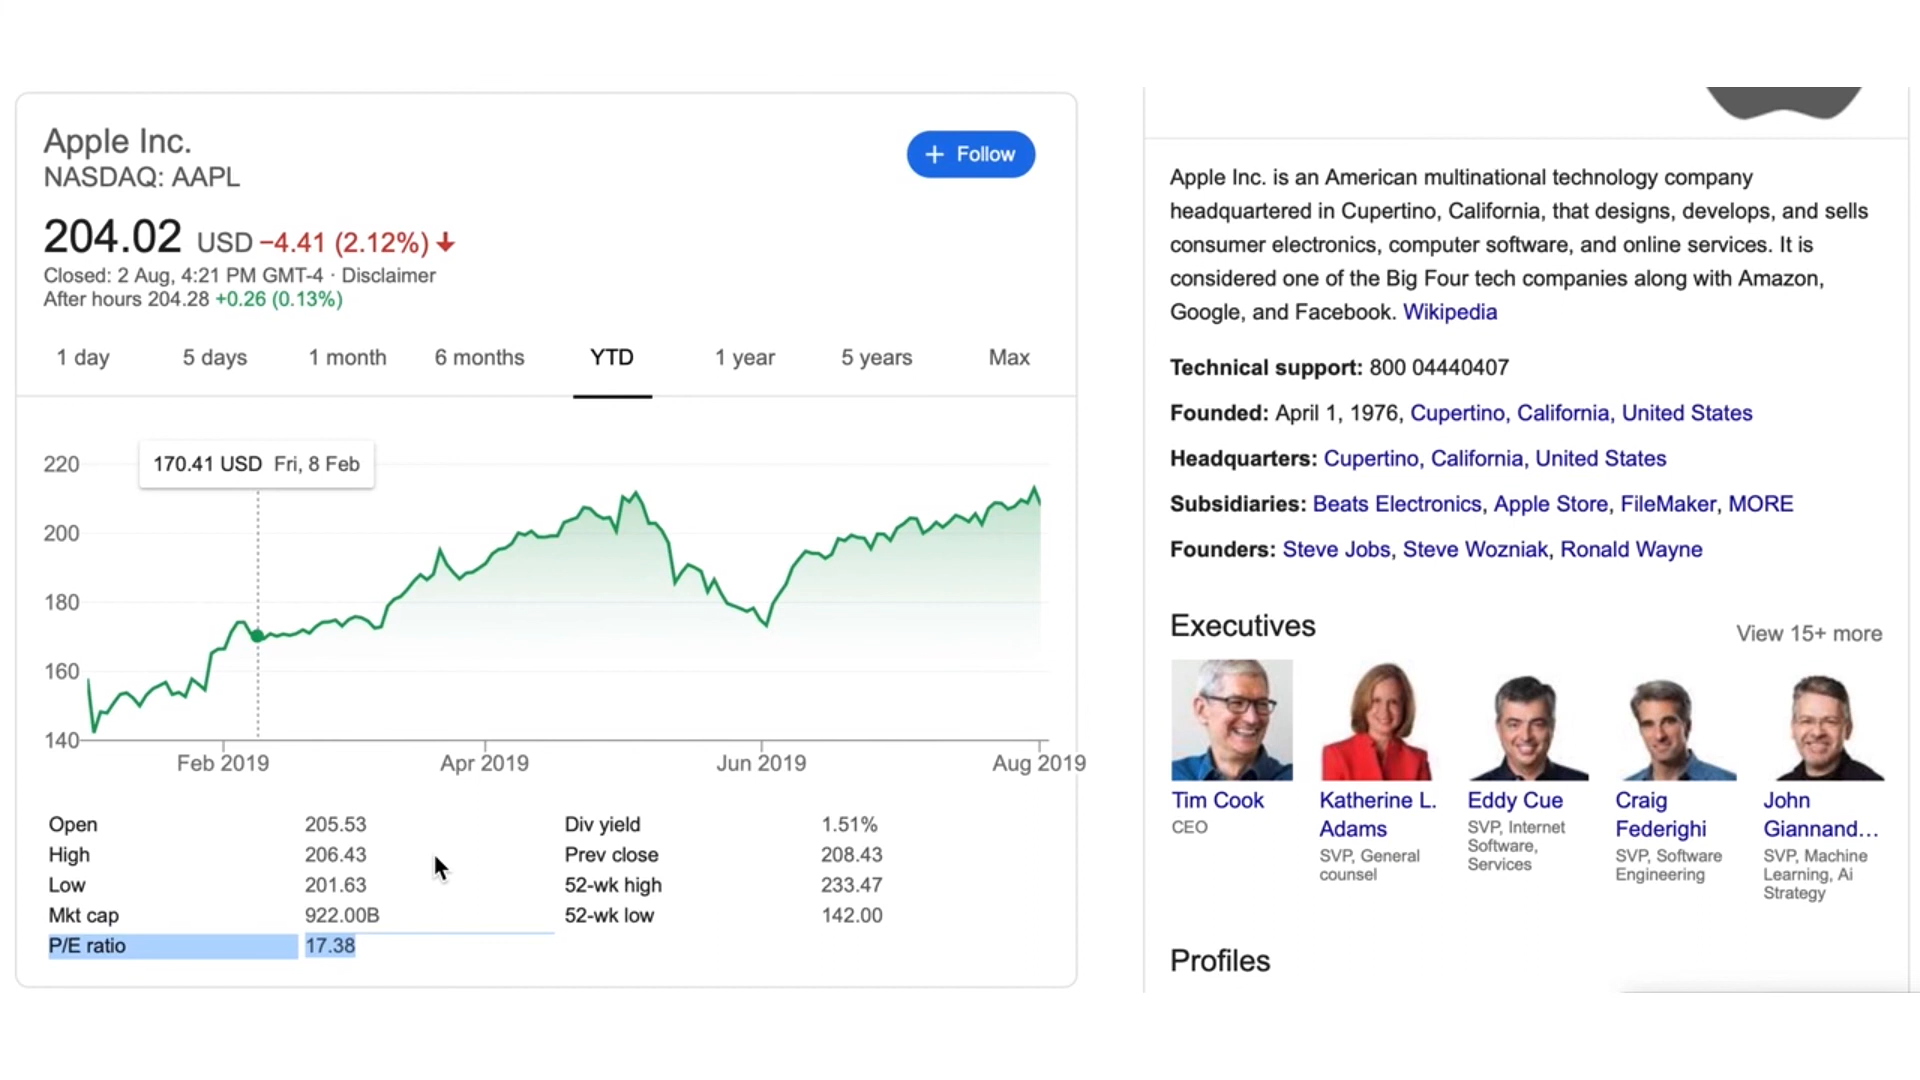 Apple Inc.
NASDAQ: AAPL
+ Follow
204.02 USD −4.41 (2.12%)
Closed: 2 Aug, 4:21 PM GMT-4 · Disclaimer
After hours 204.28 +0.26 (0.13%)
1 day 5 days 1 month 6 months YTD 1 year 5 years Max
170.41 USD Fri, 8 Feb
220
200
180
160
140
Feb 2019 Apr 2019 Jun 2019 Aug 2019
Open 205.53 Div yield 1.51%
High 206.43 Prev close 208.43
Low 201.63 52-wk high 233.47
Mkt cap 922.00B 52-wk low 142.00
P/E ratio 17.38
Apple Inc. is an American multinational technology company
headquartered in Cupertino, California, that designs, develops, and sells
consumer electronics, computer software, and online services. It is
considered one of the Big Four tech companies along with Amazon,
Google, and Facebook. Wikipedia
Technical support: 800 04440407
Founded: April 1, 1976, Cupertino, California, United States
Headquarters: Cupertino, California, United States
Subsidiaries: Beats Electronics, Apple Store, FileMaker, MORE
Founders: Steve Jobs, Steve Wozniak, Ronald Wayne
Executives
View 15+ more
Tim Cook
CEO
Katherine L.
Adams
SVP, General
counsel
Eddy Cue
SVP, Internet
Software,
Services
Craig
Federighi
SVP, Software
Engineering
John
Giannand...
SVP, Machine
Learning, Ai
Strategy
Profiles